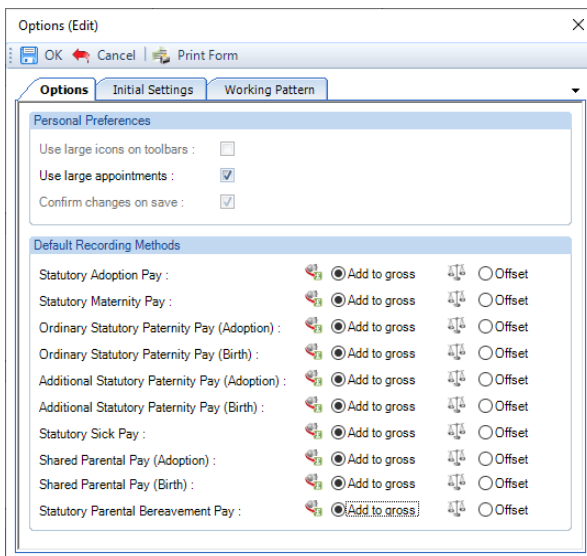 Options (Edit)
OK Cancel Print Form
Options Initial Settings Working Pattern
Personal Preferences
Use large icons on toolbars :
Use large appointments :
Confirm changes on save :
Default Recording Methods
Statutory Adoption Pay : Add to gross Offset
Statutory Maternity Pay : Add to gross Offset
Ordinary Statutory Paternity Pay (Adoption) : Add to gross Offset
Ordinary Statutory Paternity Pay (Birth) : Add to gross Offset
Additional Statutory Paternity Pay (Adoption) : Add to gross Offset
Additional Statutory Paternity Pay (Birth) : Add to gross Offset
Statutory Sick Pay : Add to gross Offset
Shared Parental Pay (Adoption) : Add to gross Offset
Shared Parental Pay (Birth) : Add to gross Offset
Statutory Parental Bereavement Pay : Add to gross Offset